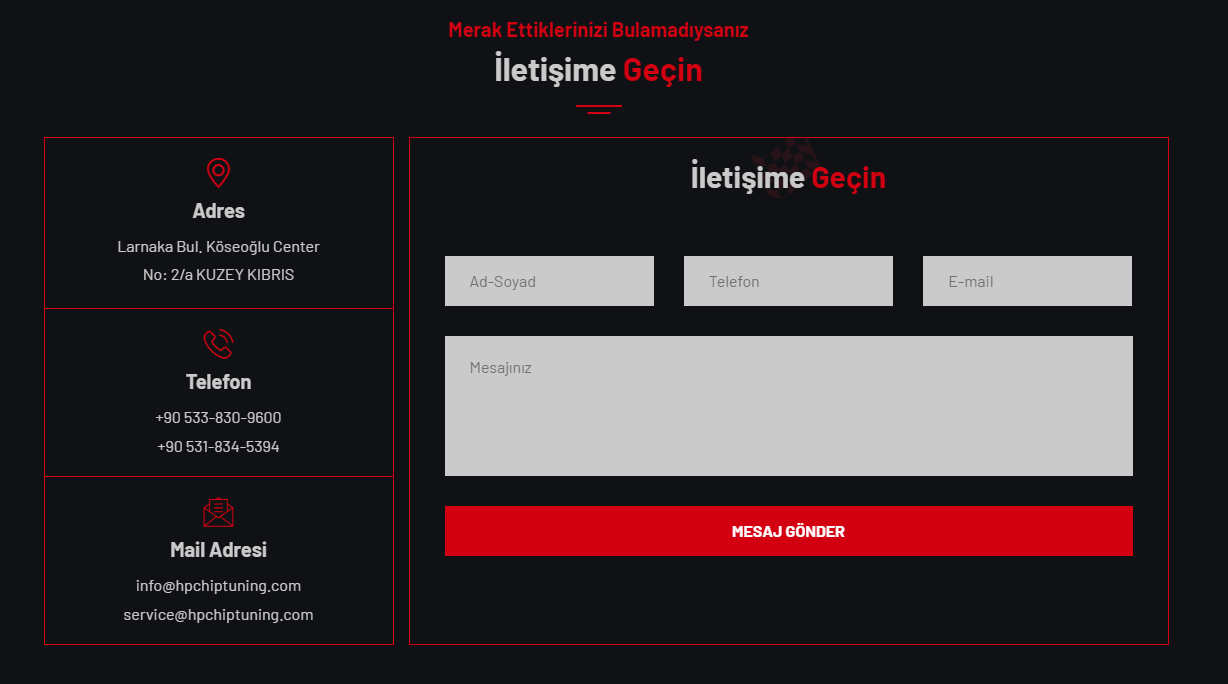 Merak Ettiklerinizi Bulamadıysanız
İletişime Geçin
Adres
Larnaka Bul. Köseoğlu Center
No: 2/a KUZEY KIBRIS
Telefon
+90 533-830-9600
+90 531-834-5394
Mail Adresi
info@hpchiptuning.com
service@hpchiptuning.com
İletişime Geçin
Ad-Soyad
Telefon
E-mail
Mesajınız
MESAJ GÖNDER